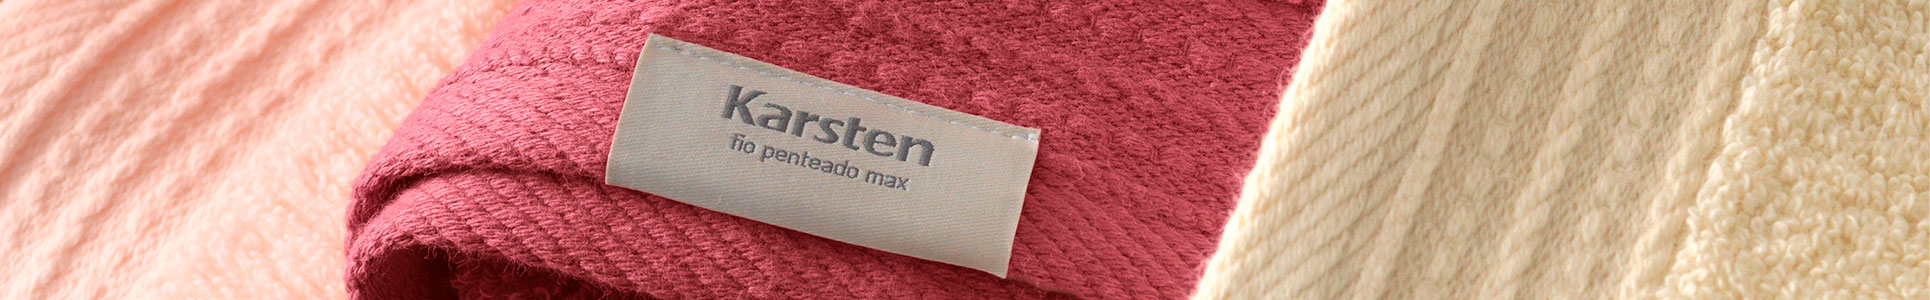 Karsten
fio penteado max